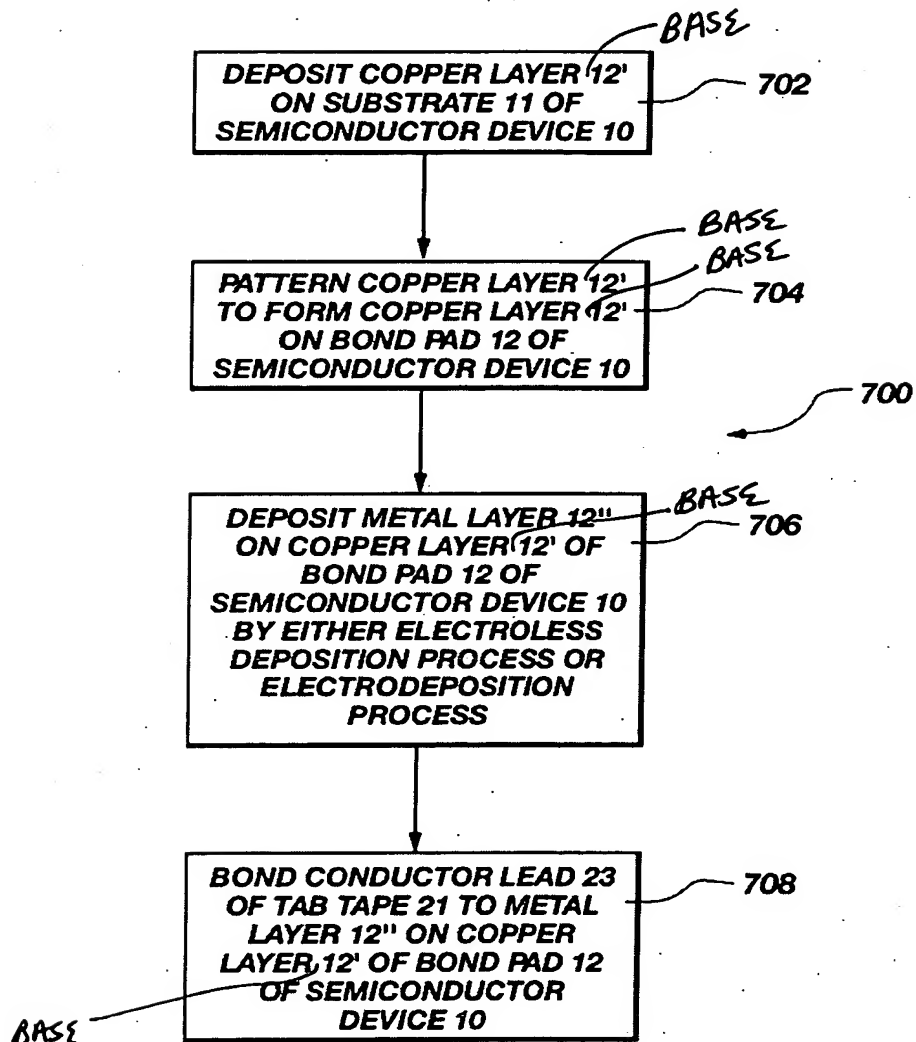 BASE
DEPOSIT COPPER LAYER 12'
ON SUBSTRATE 11 OF
SEMICONDUCTOR DEVICE 10
702
BASE
BASE
PATTERN COPPER LAYER 12'
TO FORM COPPER LAYER 12'
ON BOND PAD 12 OF
SEMICONDUCTOR DEVICE 10
704
700
BASE
DEPOSIT METAL LAYER 12"
ON COPPER LAYER 12' OF
BOND PAD 12 OF
SEMICONDUCTOR DEVICE 10
BY EITHER ELECTROLESS
DEPOSITION PROCESS OR
ELECTRODEPOSITION
PROCESS
706
BOND CONDUCTOR LEAD 23
OF TAB TAPE 21 TO METAL
LAYER 12" ON COPPER
LAYER 12' OF BOND PAD 12
OF SEMICONDUCTOR
DEVICE 10
708
BASE